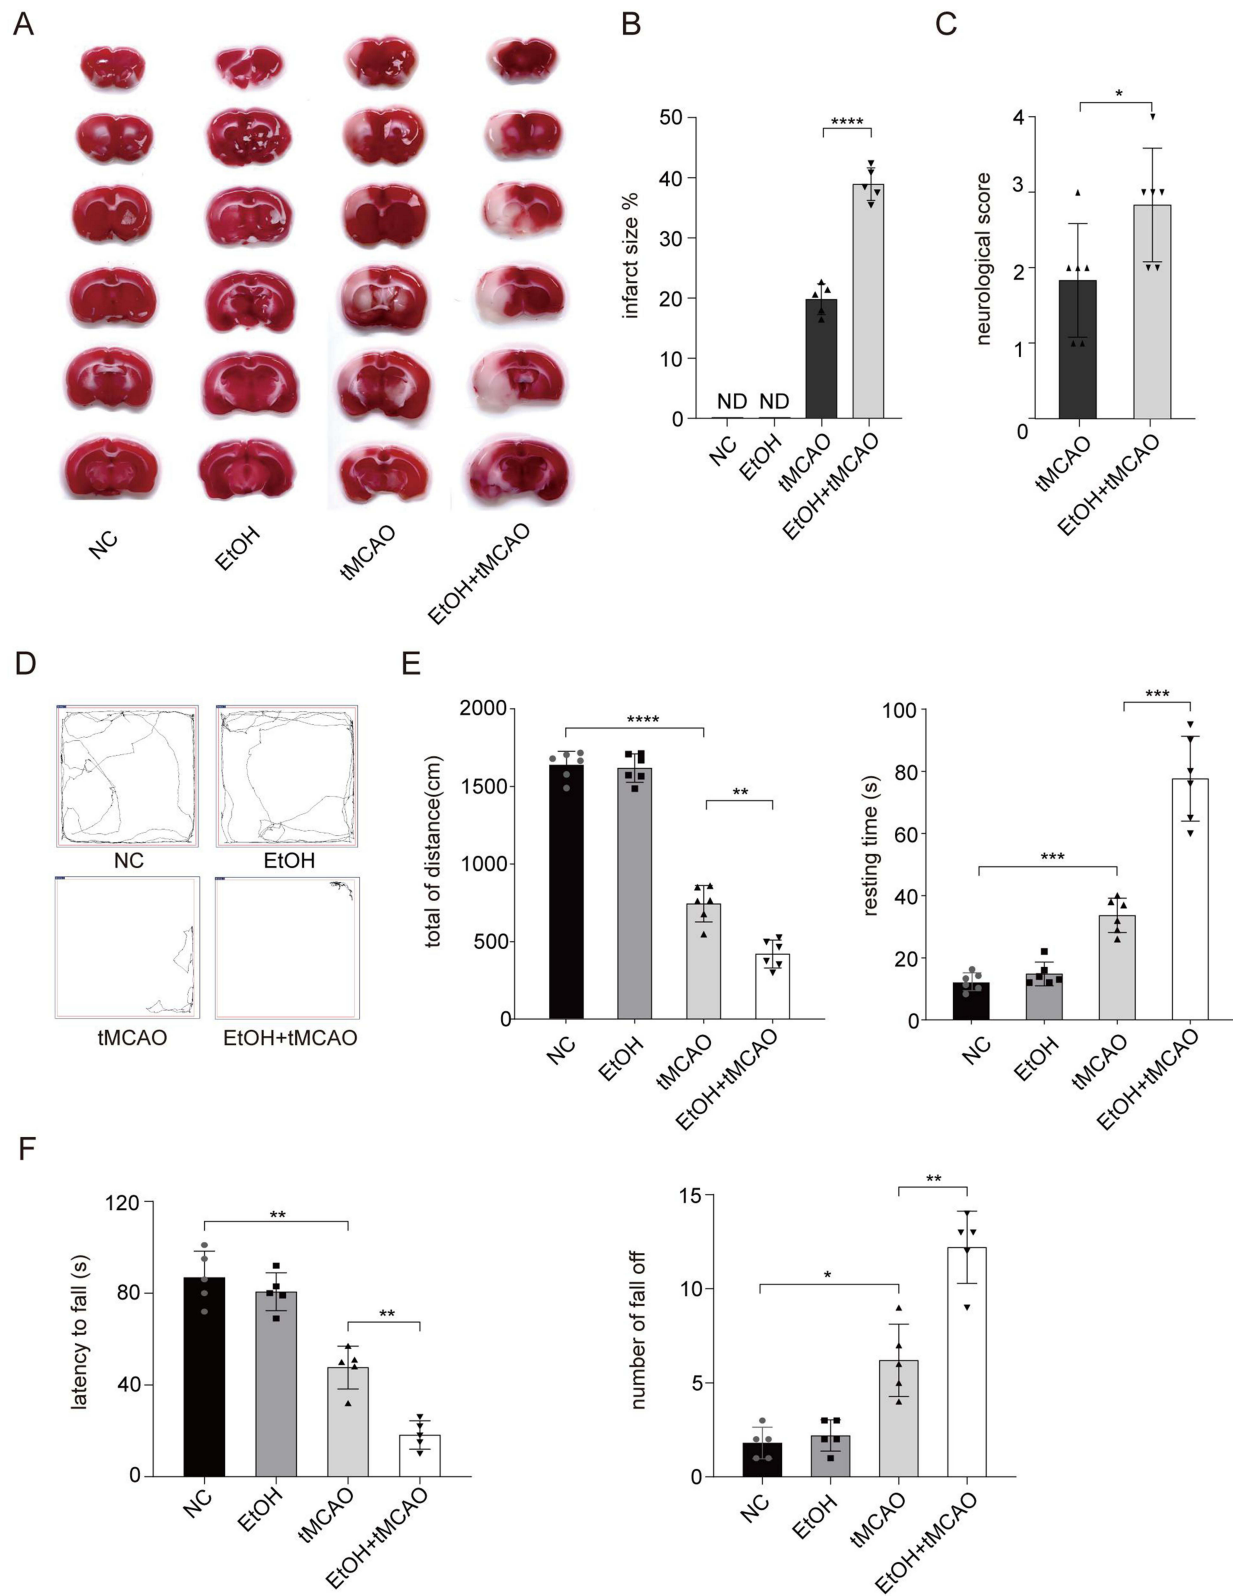 A
NC
EtOH
tMCAO
EtOH+tMCAO
B
infarct size %
50
40
30
20
10
0
****
ND
ND
NC
EtOH
tMCAO
EtOH+tMCAO
C
neurological score
4
3
2
1
0
*
tMCAO
EtOH+tMCAO
D
NC
EtOH
tMCAO
EtOH+tMCAO
E
total of distance(cm)
2000
1500
1000
500
0
****
**
NC
EtOH
tMCAO
EtOH+tMCAO
resting time (s)
100
80
60
40
20
0
***
***
NC
EtOH
tMCAO
EtOH+tMCAO
F
latency to fall (s)
120
80
40
0
**
**
NC
EtOH
tMCAO
EtOH+tMCAO
number of fall off
15
10
5
0
*
**
NC
EtOH
tMCAO
EtOH+tMCAO